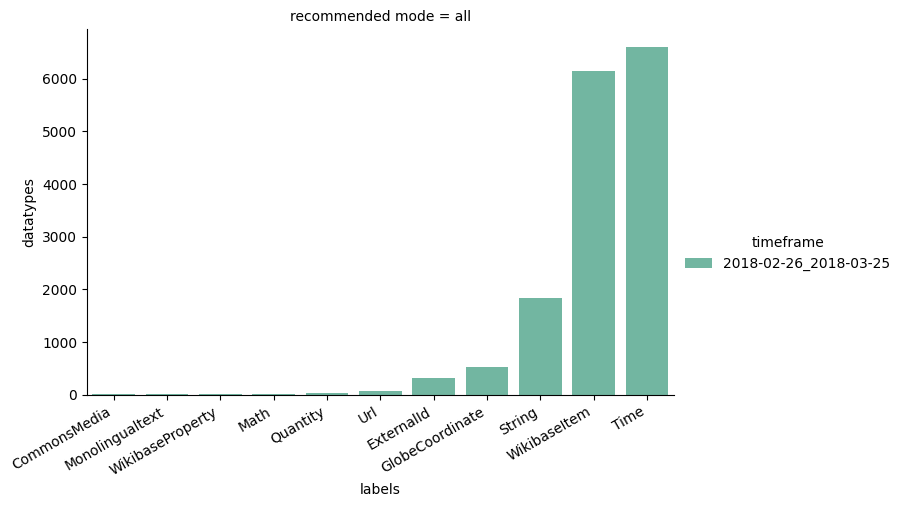 recommended mode = all
datatypes
6000
5000
4000
3000
2000
1000
0
CommonsMedia
Monolingualtext
WikibaseProperty
Math
Quantity
Url
ExternalId
GlobeCoordinate
String
WikibaseItem
Time
labels
timeframe
2018-02-26_2018-03-25